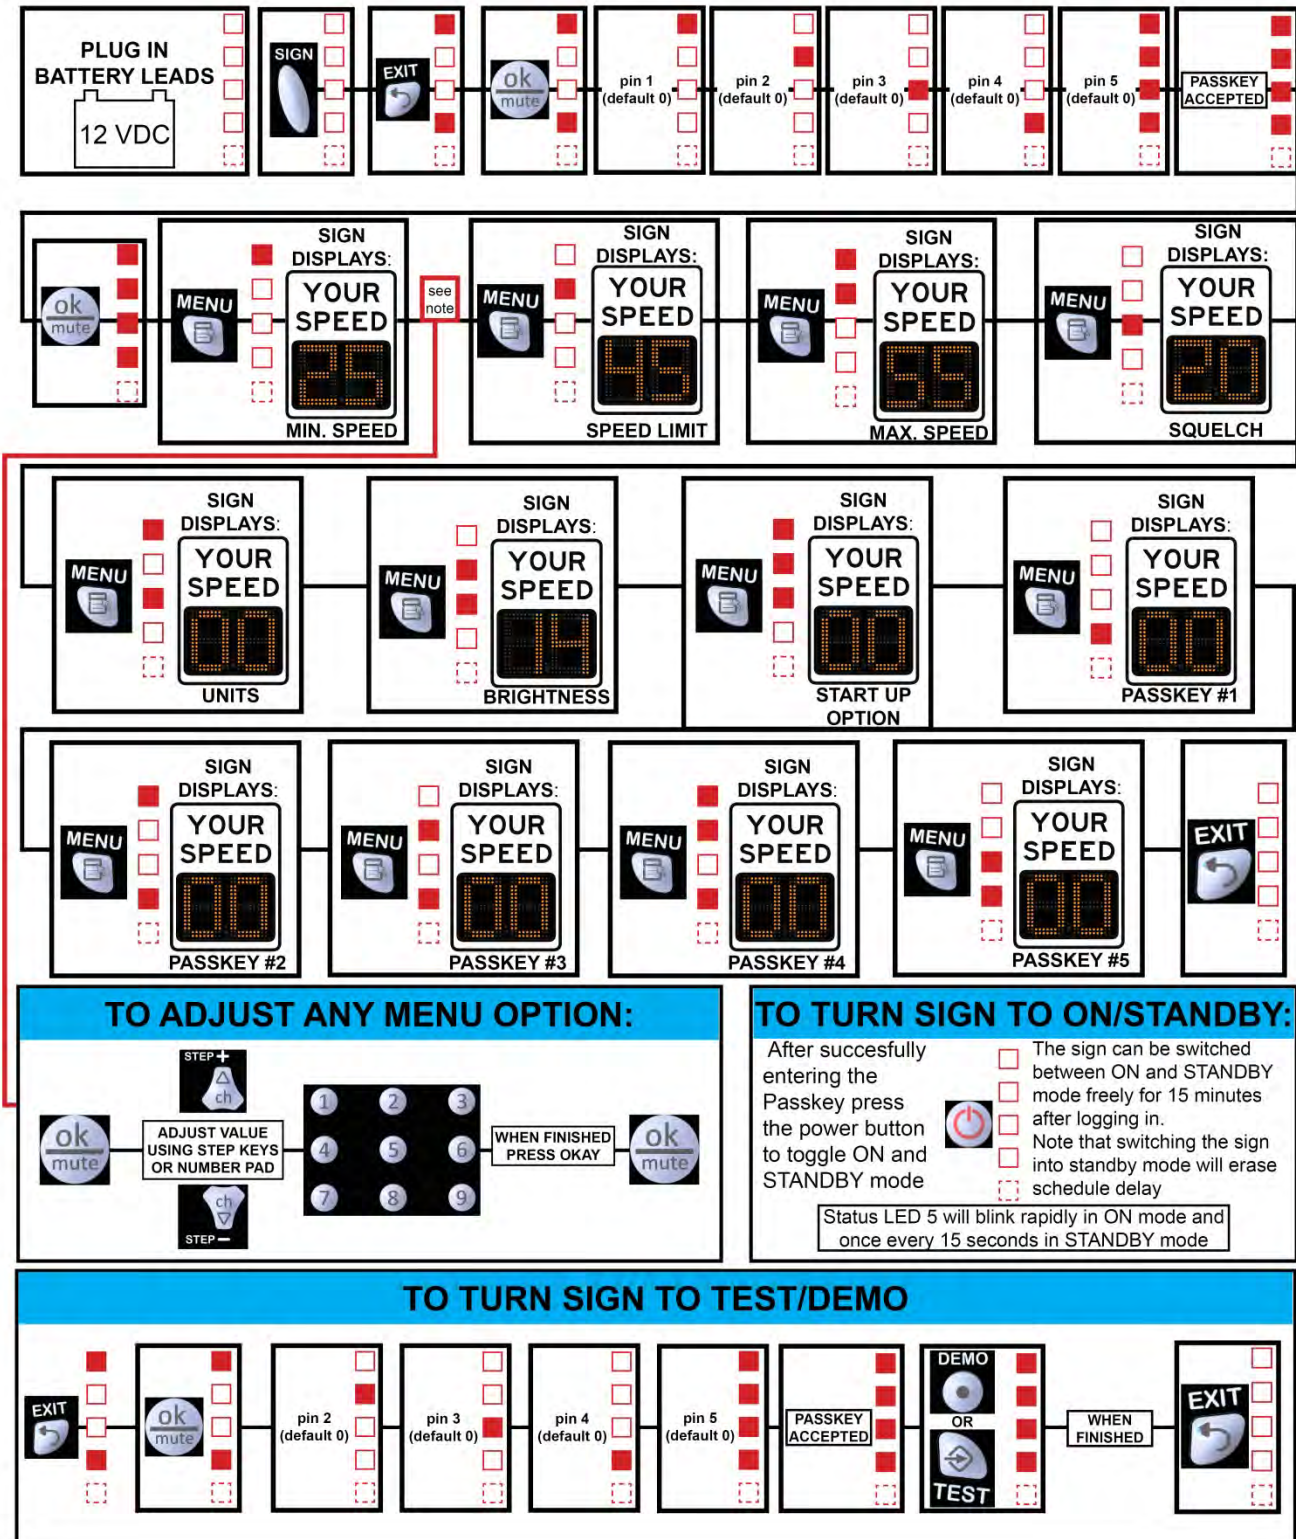 PLUG IN
BATTERY LEADS
12 VDC
SIGN
EXIT
ok
mute
pin 1
(default 0)
pin 2
(default 0)
pin 3
(default 0)
pin 4
(default 0)
pin 5
(default 0)
PASSKEY
ACCEPTED
ok
mute
MENU
SIGN
DISPLAYS:
YOUR
SPEED
25
MIN. SPEED
see
note
MENU
SIGN
DISPLAYS:
YOUR
SPEED
45
SPEED LIMIT
MENU
SIGN
DISPLAYS:
YOUR
SPEED
55
MAX. SPEED
MENU
SIGN
DISPLAYS:
YOUR
SPEED
20
SQUELCH
MENU
SIGN
DISPLAYS:
YOUR
SPEED
00
UNITS
MENU
SIGN
DISPLAYS:
YOUR
SPEED
14
BRIGHTNESS
MENU
SIGN
DISPLAYS:
YOUR
SPEED
00
START UP
OPTION
MENU
SIGN
DISPLAYS:
YOUR
SPEED
00
PASSKEY #1
MENU
SIGN
DISPLAYS:
YOUR
SPEED
00
PASSKEY #2
MENU
SIGN
DISPLAYS:
YOUR
SPEED
00
PASSKEY #3
MENU
SIGN
DISPLAYS:
YOUR
SPEED
00
PASSKEY #4
MENU
SIGN
DISPLAYS:
YOUR
SPEED
00
PASSKEY #5
EXIT
TO ADJUST ANY MENU OPTION:
ok
mute
STEP +
ch
ADJUST VALUE
USING STEP KEYS
OR NUMBER PAD
ch
STEP –
1 2 3
4 5 6
7 8 9
WHEN FINISHED
PRESS OKAY
ok
mute
TO TURN SIGN TO ON/STANDBY:
After succesfully
entering the
Passkey press
the power button
to toggle ON and
STANDBY mode
The sign can be switched
between ON and STANDBY
mode freely for 15 minutes
after logging in.
Note that switching the sign
into standby mode will erase
schedule delay
Status LED 5 will blink rapidly in ON mode and
once every 15 seconds in STANDBY mode
TO TURN SIGN TO TEST/DEMO
EXIT
ok
mute
pin 2
(default 0)
pin 3
(default 0)
pin 4
(default 0)
pin 5
(default 0)
PASSKEY
ACCEPTED
DEMO
OR
TEST
WHEN
FINISHED
EXIT